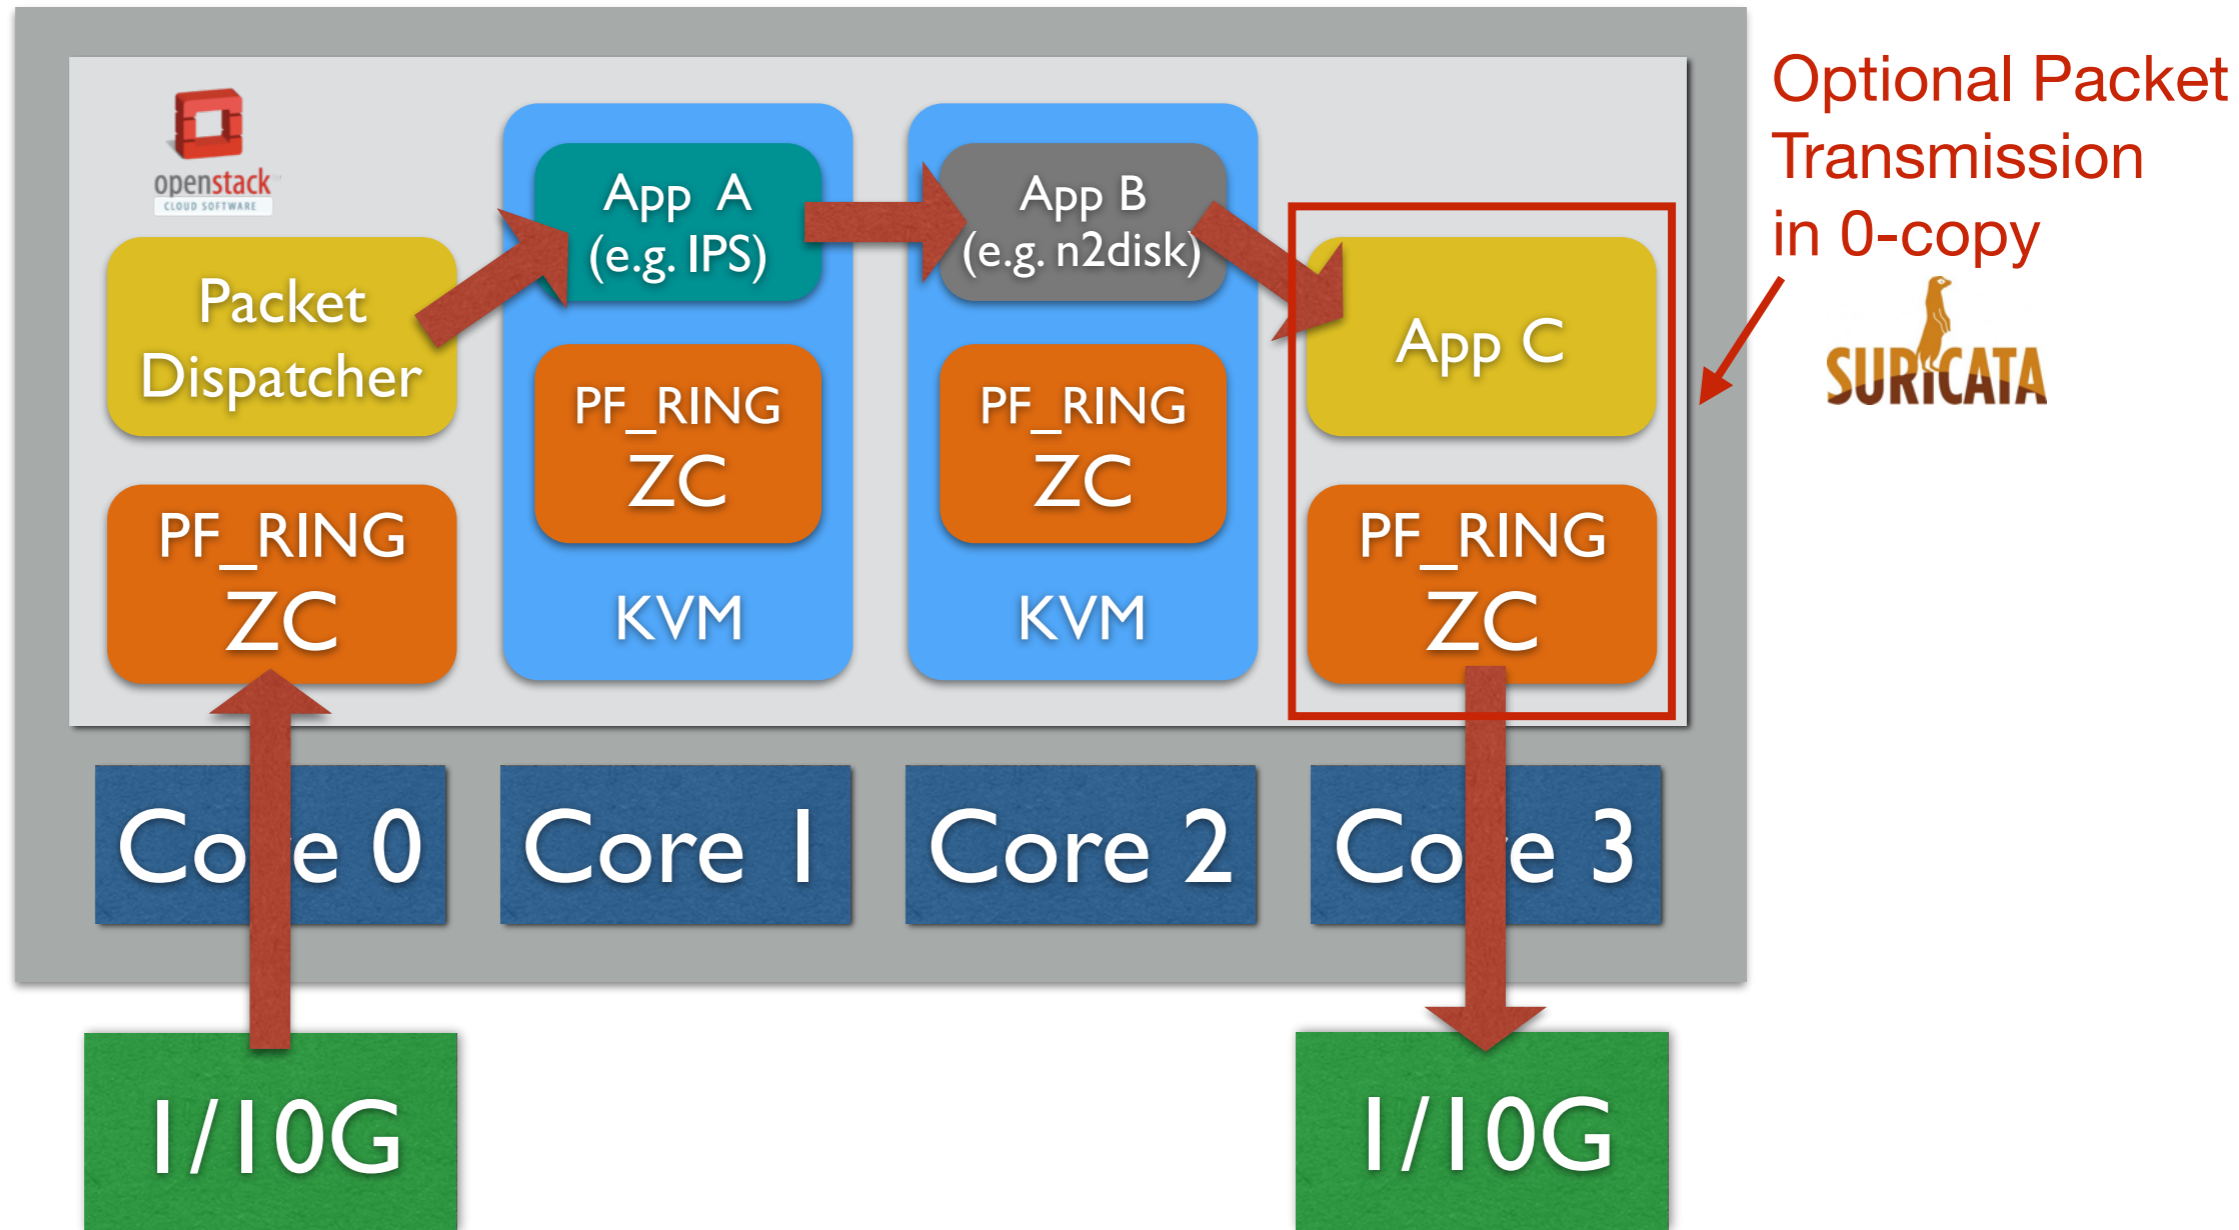 openstack
CLOUD SOFTWARE
Packet
Dispatcher
PF_RING
ZC
App A
(e.g. IPS)
PF_RING
ZC
KVM
App B
(e.g. n2disk)
PF_RING
ZC
KVM
App C
PF_RING
ZC
Optional Packet
Transmission
in 0-copy
SURICATA
Core 0
Core 1
Core 2
Core 3
1/10G
1/10G